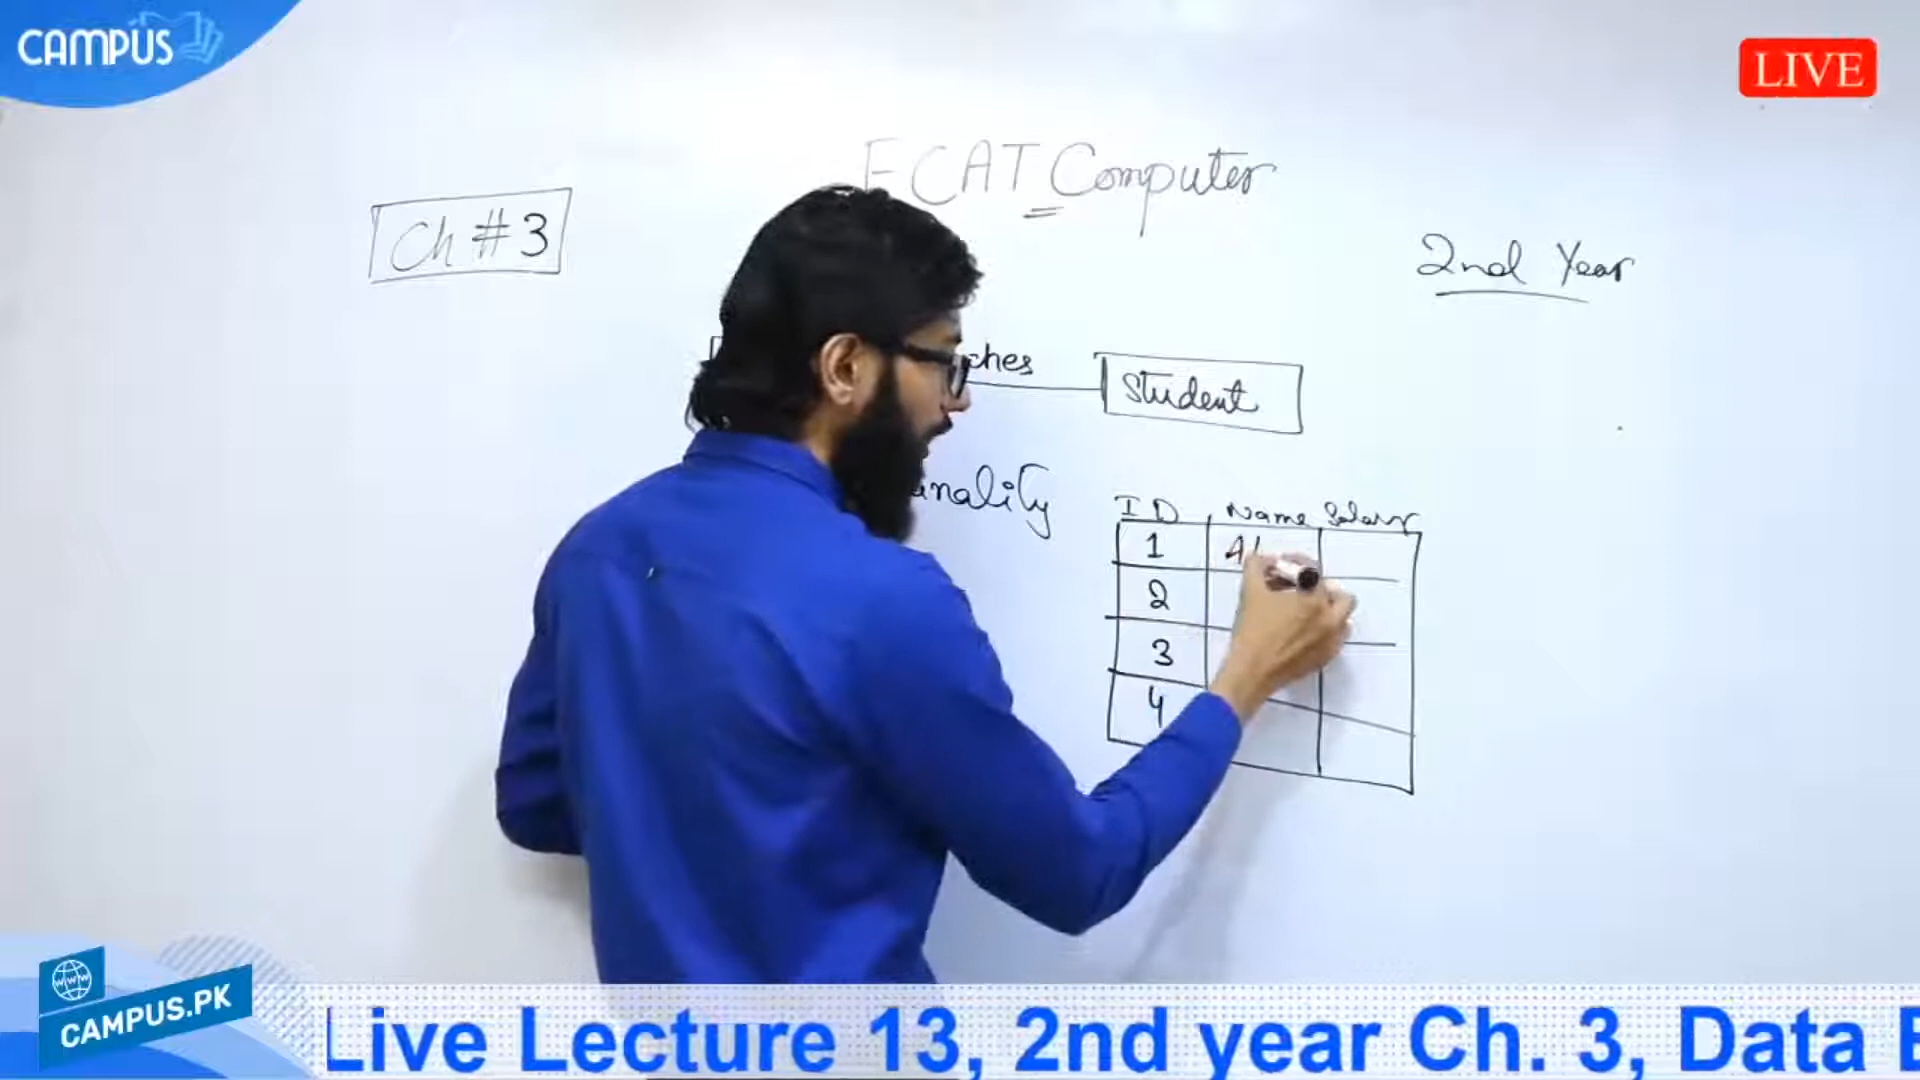 CAMPUS
LIVE
ECAT Computer
Ch #3
2nd Year
Student
ID Name Salary
1
2
3
4
WWW
CAMPUS.PK
Live Lecture 13, 2nd year Ch. 3, Data